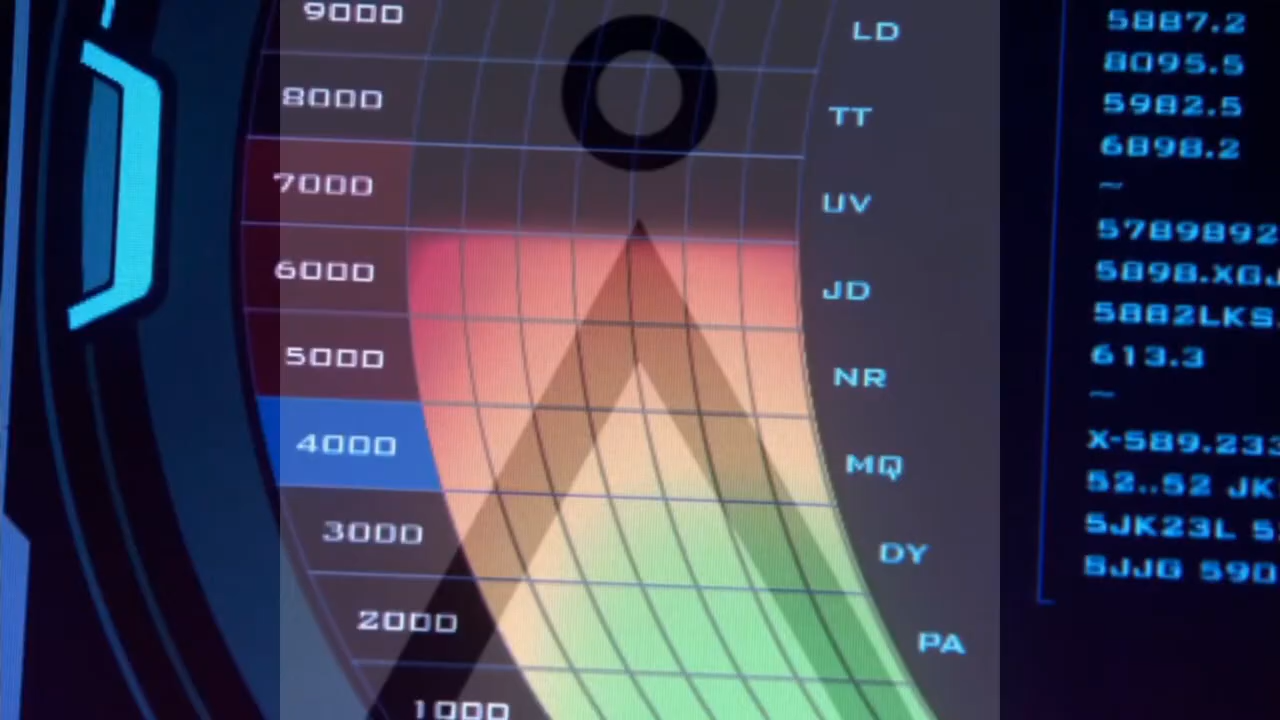 9000 LD
8000 TT
7000 UV
6000 JD
5000 NR
4000 MQ
3000 DY
2000 PA
1000
5887.2
8095.5
5982.5
6898.2
~
5789892
5898.XGJ
5882LKS
613.3
~
X-589.233
52..52 JK
5JK23L 5
5JJG 590